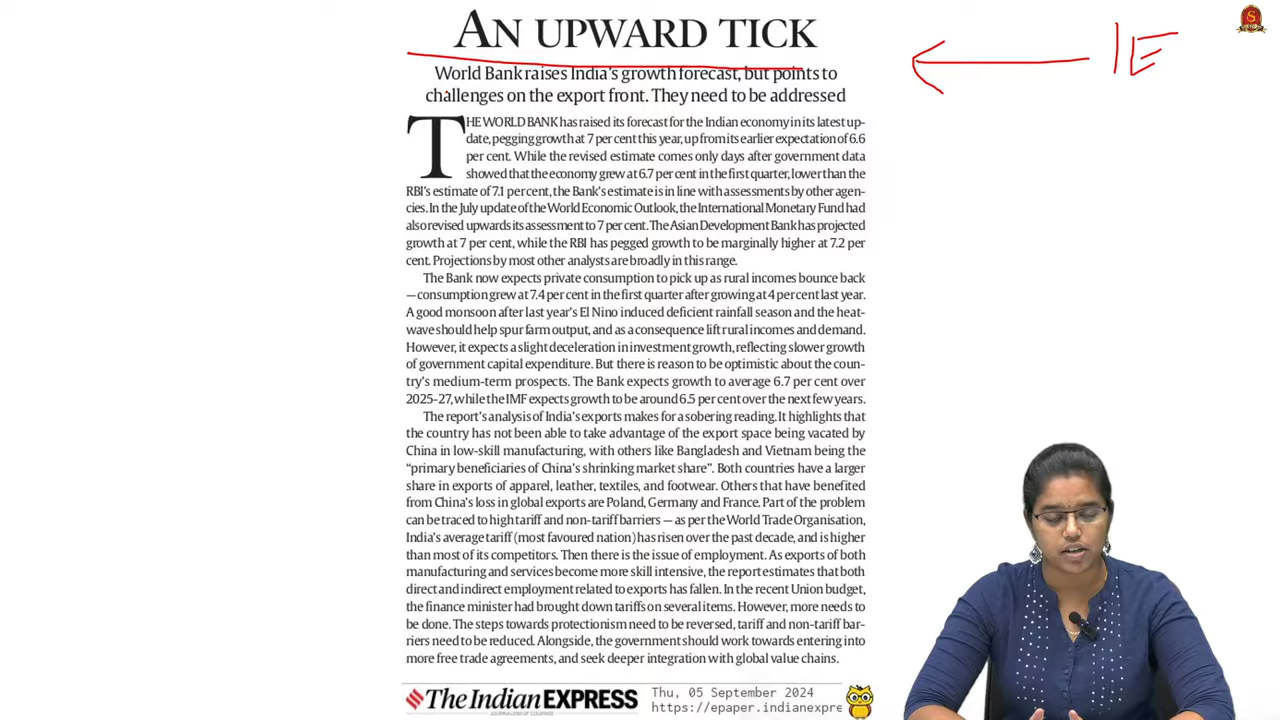 AN UPWARD TICK
IE
World Bank raises India's growth forecast, but points to
challenges on the export front. They need to be addressed
THE WORLD BANK has raised its forecast for the Indian economy in its latest up-
date, pegging growth at 7 per cent this year, up from its earlier expectation of 6.6
per cent. While the revised estimate comes only days after government data
showed that the economy grew at 6.7 per cent in the first quarter, lower than the
RBI's estimate of 7.1 per cent, the Bank's estimate is in line with assessments by other agen-
cies. In the July update of the World Economic Outlook, the International Monetary Fund had
also revised upwards its assessment to 7 per cent. The Asian Development Bank has projected
growth at 7 per cent, while the RBI has pegged growth to be marginally higher at 7.2 per
cent. Projections by most other analysts are broadly in this range.
The Bank now expects private consumption to pick up as rural incomes bounce back
— consumption grew at 7.4 per cent in the first quarter after growing at 4 per cent last year.
A good monsoon after last year's El Nino induced deficient rainfall season and the heat-
wave should help spur farm output, and as a consequence lift rural incomes and demand.
However, it expects a slight deceleration in investment growth, reflecting slower growth
of government capital expenditure. But there is reason to be optimistic about the coun-
try's medium-term prospects. The Bank expects growth to average 6.7 per cent over
2025-27, while the IMF expects growth to be around 6.5 per cent over the next few years.
The report's analysis of India's exports makes for a sobering reading. It highlights that
the country has not been able to take advantage of the export space being vacated by
China in low-skill manufacturing, with others like Bangladesh and Vietnam being the
"primary beneficiaries of China's shrinking market share". Both countries have a larger
share in exports of apparel, leather, textiles, and footwear. Others that have benefited
from China's loss in global exports are Poland, Germany and France. Part of the problem
can be traced to high tariff and non-tariff barriers — as per the World Trade Organisation,
India's average tariff (most favoured nation) has risen over the past decade, and is higher
than most of its competitors. Then there is the issue of employment. As exports of both
manufacturing and services become more skill intensive, the report estimates that both
direct and indirect employment related to exports has fallen. In the recent Union budget,
the finance minister had brought down tariffs on several items. However, more needs to
be done. The steps towards protectionism need to be reversed, tariff and non-tariff bar-
riers need to be reduced. Alongside, the government should work towards entering into
more free trade agreements, and seek deeper integration with global value chains.
The Indian EXPRESS
JOURNALISM OF COURAGE
Thu, 05 September 2024
https://epaper.indianexpre